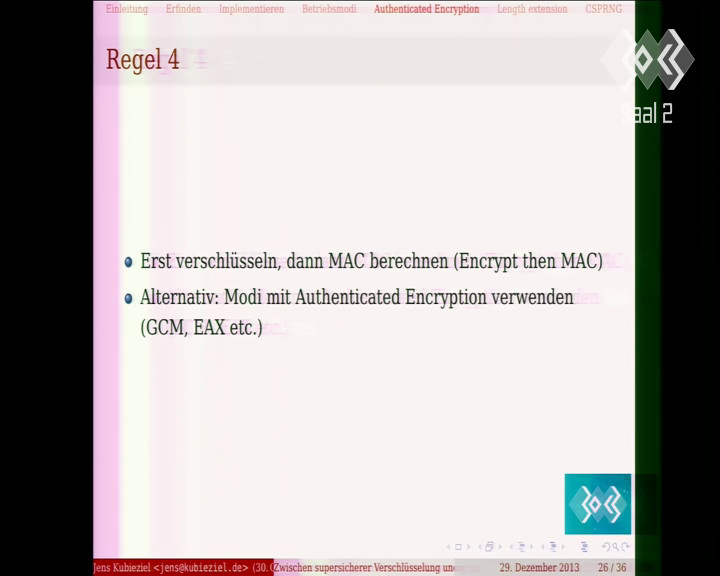 Einleitung Erfinden Implementieren Betriebsmodi Authenticated Encryption Length extension CSPRNG
Regel 4
Saal 2
Erst verschlüsseln, dann MAC berechnen (Encrypt then MAC)
Alternativ: Modi mit Authenticated Encryption verwenden
(GCM, EAX etc.)
Jens Kubieziel <jens@kubieziel.de> (30. Zwischen supersicherer Verschlüsselung un 29. Dezember 2013 26 / 36